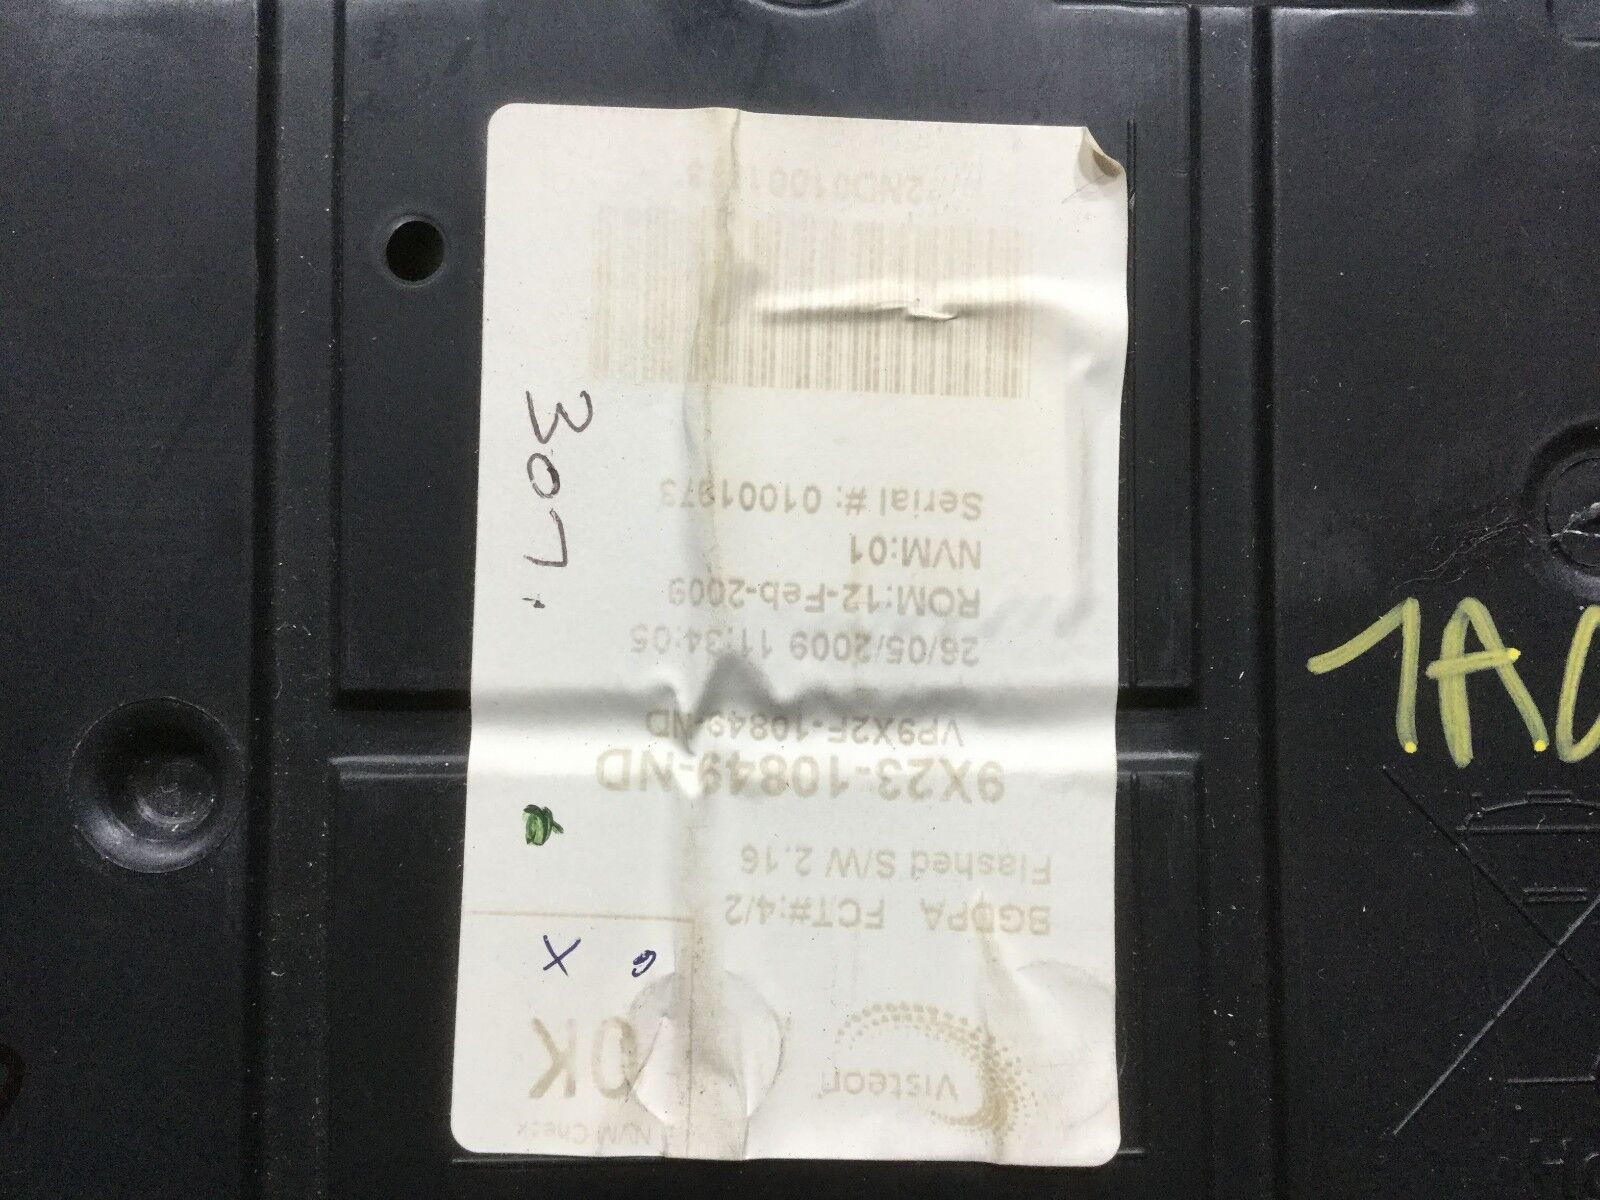 NVM Check
Visteon
OK
X
BGDPA FCT#:4/2
Flashed S/W 2.16
9X23-10849-ND
VP9X2F-10849-ND
26/05/2009 11:34:05
ROM:12-Feb-2009
NVM:01
Serial #: 01001973
307
1A